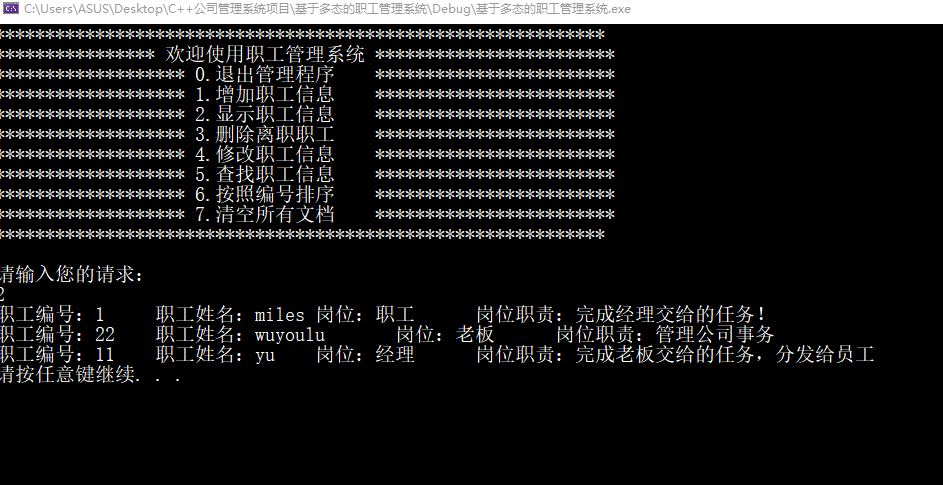 C:\Users\ASUS\Desktop\C++公司管理系统项目\基于多态的职工管理系统\Debug\基于多态的职工管理系统.exe
*************************************************************
**************** 欢迎使用职工管理系统 ************************
******************* 0.退出管理程序    ************************
******************* 1.增加职工信息    ************************
******************* 2.显示职工信息    ************************
******************* 3.删除离职职工    ************************
******************* 4.修改职工信息    ************************
******************* 5.查找职工信息    ************************
******************* 6.按照编号排序    ************************
******************* 7.清空所有文档    ************************
*************************************************************
请输入您的请求：
2
职工编号：1    职工姓名：miles 岗位：职工      岗位职责：完成经理交给的任务！
职工编号：22    职工姓名：wuyoulu       岗位：老板      岗位职责：管理公司事务
职工编号：11    职工姓名：yu    岗位：经理      岗位职责：完成老板交给的任务，分发给员工
请按任意键继续. . .